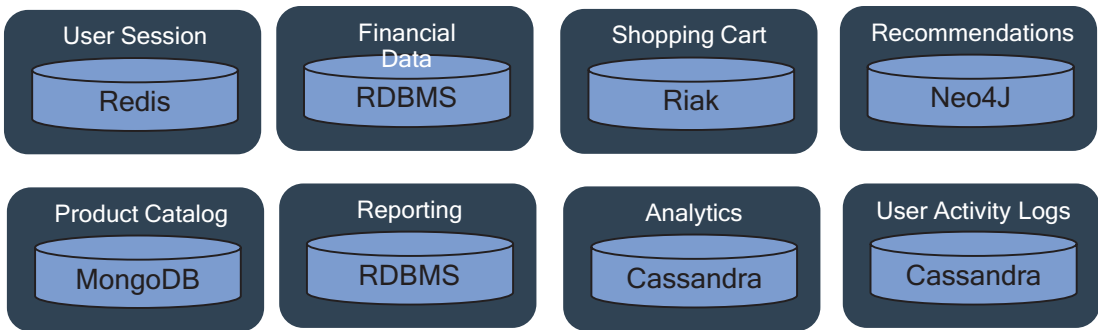 User Session
Redis
Financial
Data
RDBMS
Shopping Cart
Riak
Recommendations
Neo4J
Product Catalog
MongoDB
Reporting
RDBMS
Analytics
Cassandra
User Activity Logs
Cassandra